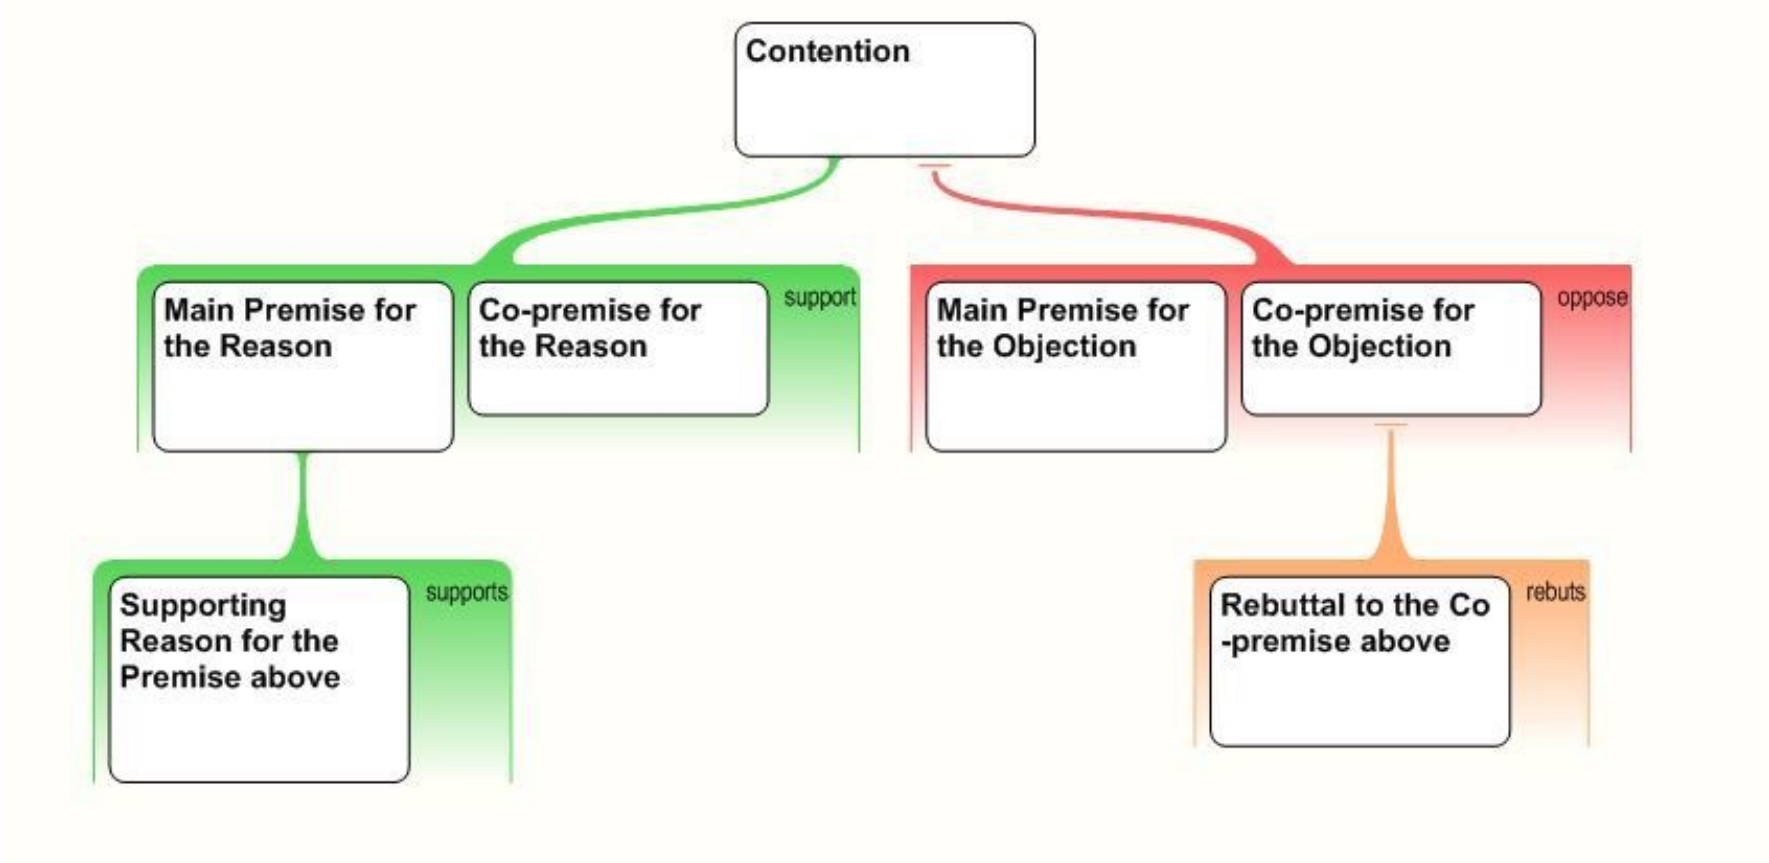 Contention
Main Premise for
the Reason
Co-premise for
the Reason
support
Main Premise for
the Objection
Co-premise for
the Objection
oppose
Supporting
Reason for the
Premise above
supports
Rebuttal to the Co
-premise above
rebuts